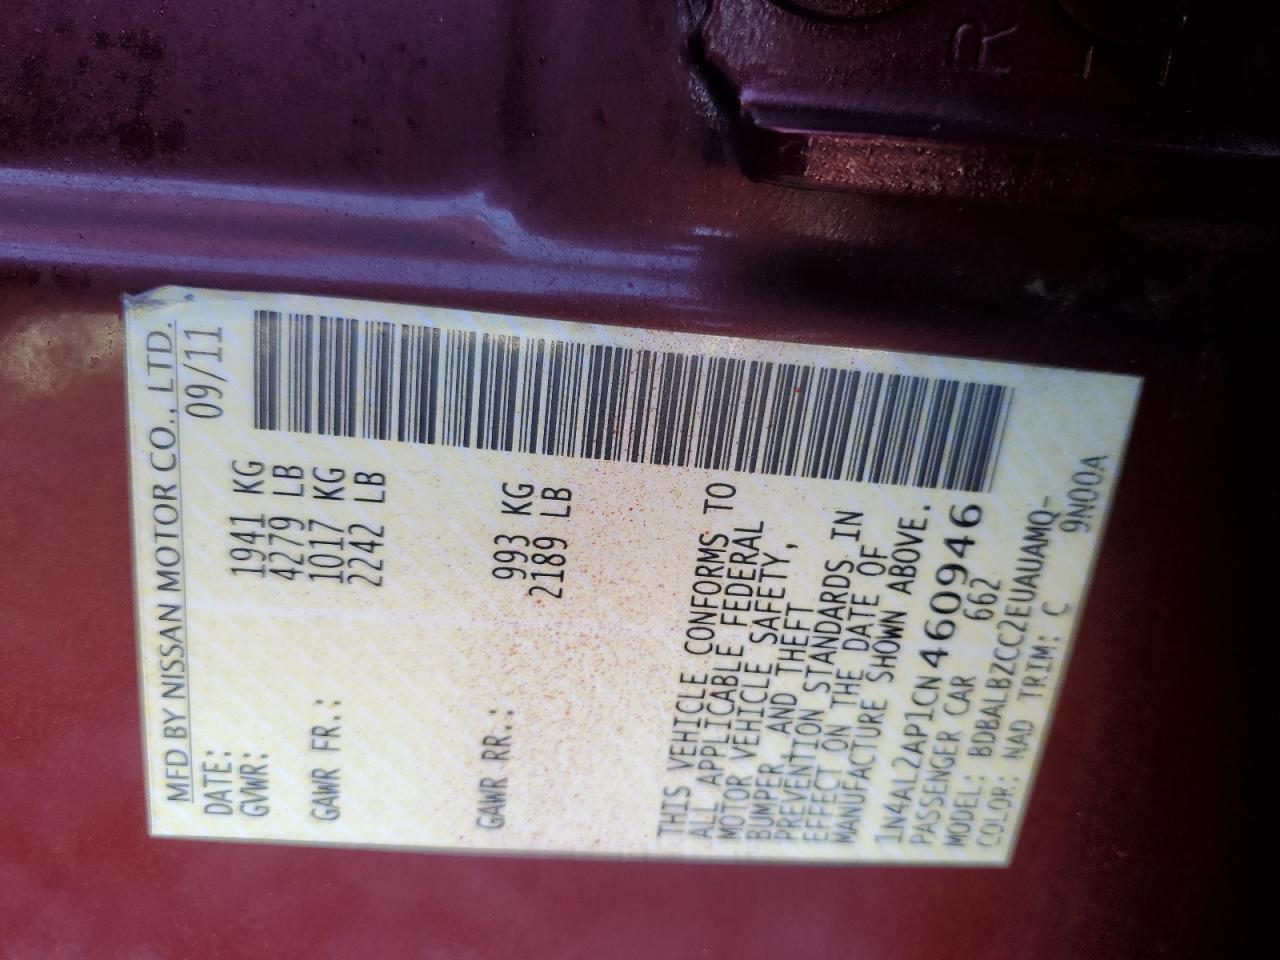 MFD BY NISSAN MOTOR CO., LTD.
DATE: 09/11
GVWR: 1941 KG
4279 LB
GAWR FR.: 1017 KG
2242 LB
GAWR RR.: 993 KG
2189 LB
THIS VEHICLE CONFORMS TO
ALL APPLICABLE FEDERAL
MOTOR VEHICLE SAFETY,
BUMPER, AND THEFT
PREVENTION STANDARDS IN
EFFECT ON THE DATE OF
MANUFACTURE SHOWN ABOVE.
1N4AL2AP1CN460946
PASSENGER CAR 662
MODEL: BDBALBZCC2EUAUAMQ-
COLOR: NAD TRIM: C 9N00A
R